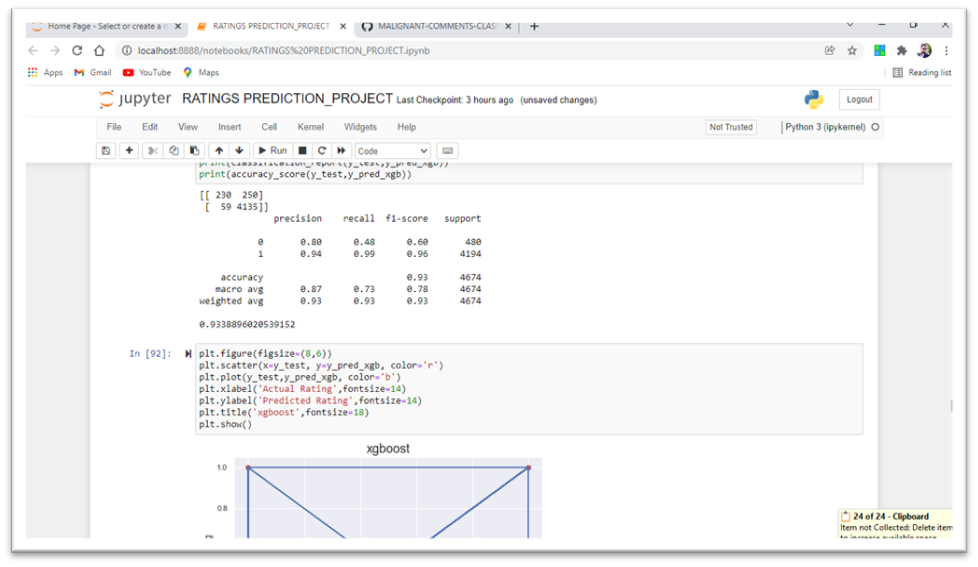 Home Page - Select or create a n
RATINGS PREDICTION_PROJECT
MALIGNANT-COMMENTS-CLAS
localhost:8888/notebooks/RATINGS%20PREDICTION_PROJECT.ipynb
Apps Gmail YouTube Maps Reading list
jupyter RATINGS PREDICTION_PROJECT Last Checkpoint: 3 hours ago (unsaved changes) Logout
File Edit View Insert Cell Kernel Widgets Help Not Trusted Python 3 (ipykernel)
Run Code
print(classification_report(y_test,y_pred_xgb))
print(accuracy_score(y_test,y_pred_xgb))
[[ 230 250]
[ 59 4135]]
precision recall f1-score support
0 0.80 0.48 0.60 480
1 0.94 0.99 0.96 4194
accuracy 0.93 4674
macro avg 0.87 0.73 0.78 4674
weighted avg 0.93 0.93 0.93 4674
0.9338896020539152
In [92]: plt.figure(figsize=(8,6))
plt.scatter(x=y_test, y=y_pred_xgb, color='r')
plt.plot(y_test,y_pred_xgb, color='b')
plt.xlabel('Actual Rating',fontsize=14)
plt.ylabel('Predicted Rating',fontsize=14)
plt.title('xgboost',fontsize=18)
plt.show()
xgboost
1.0
0.8
24 of 24 - Clipboard
Item not Collected: Delete item
to increase available space